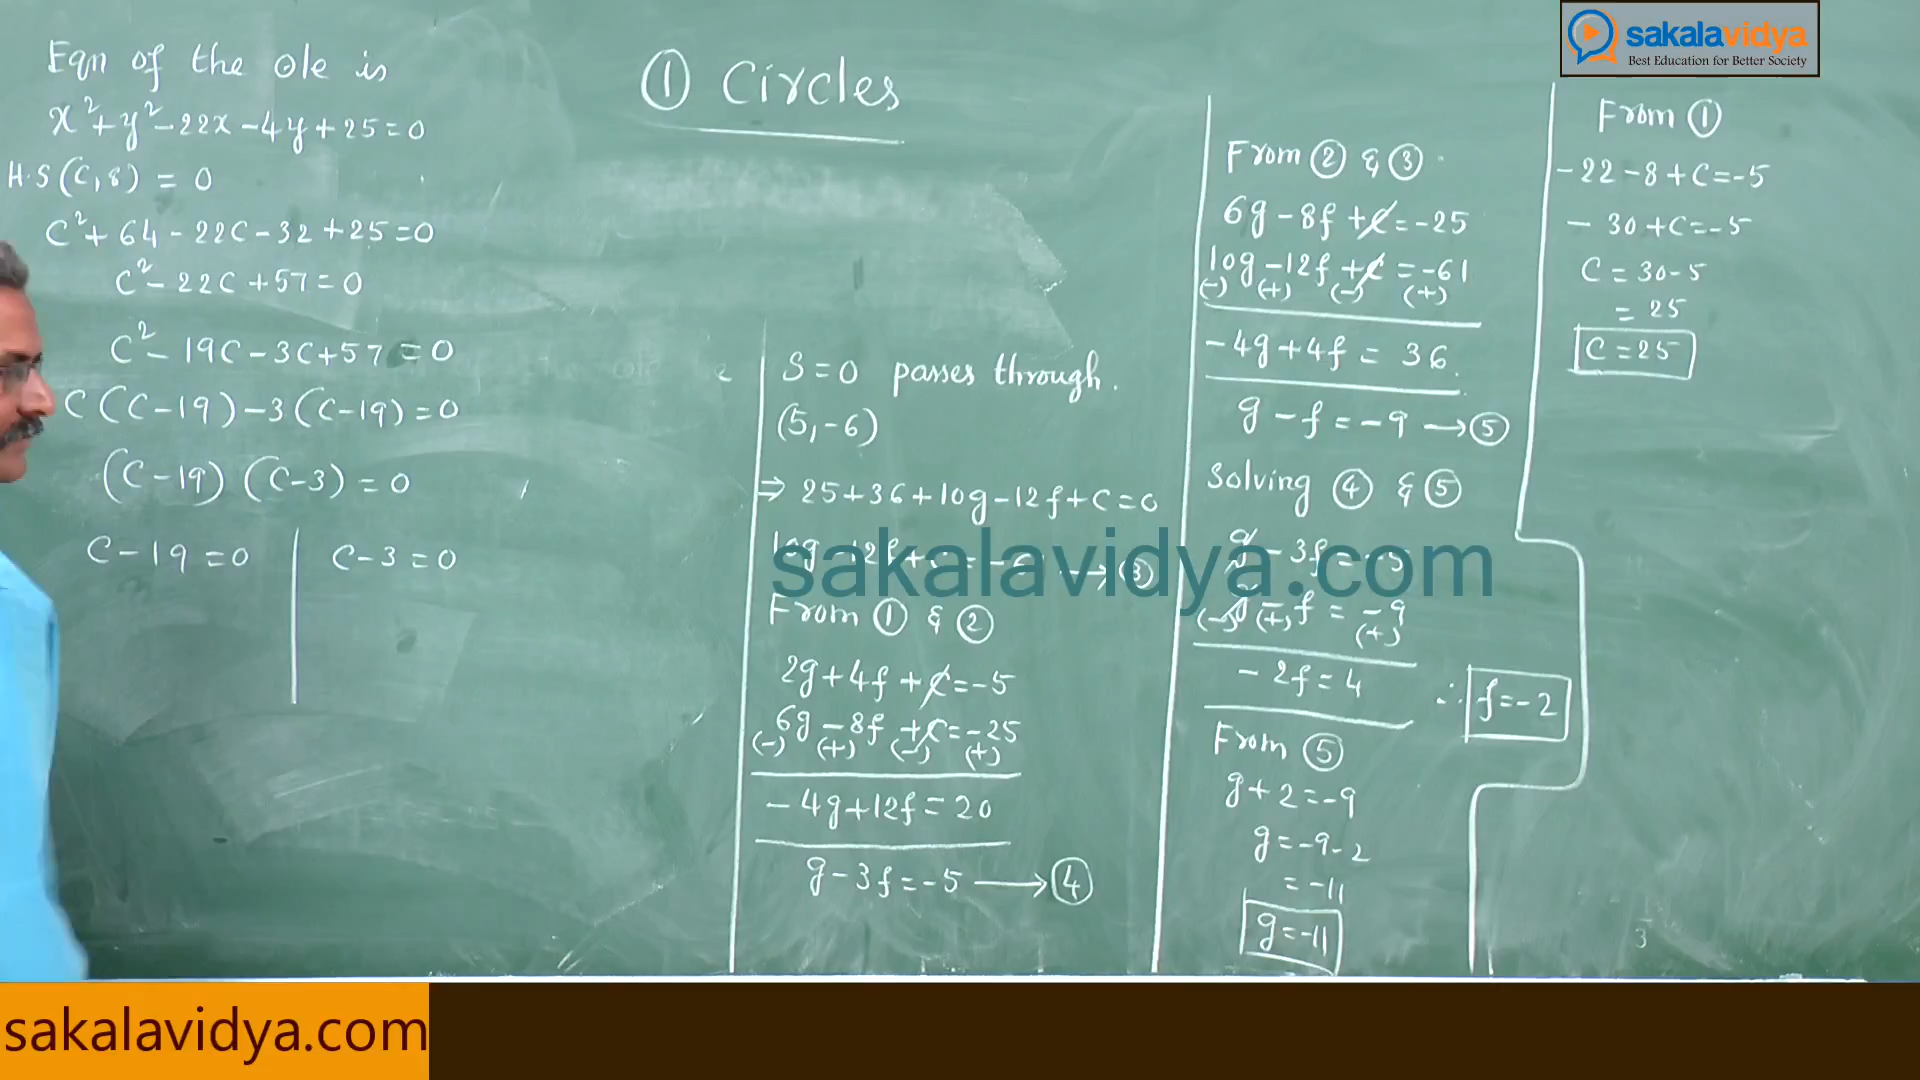 Eqn of the ole is
x²+y²-22x-4y+25=0
H.S(C,8) = 0
C²+64-22C-32+25=0
C²-22C+57=0
C²-19C-3C+57=0
C(C-19)-3(C-19)=0
(C-19)(C-3)=0
C-19=0
C-3=0
① Circles
S=0 passes through.
(5,-6)
⇒ 25+36+10g-12f+C=0
From ① & ②
2g+4f+C=-5
6g-8f+C=-25
(-) (+) (-) (+)
-4g+12f=20
g-3f=-5 → ④
From ② & ③
6g-8f+C=-25
10g-12f+C=-61
(-) (+) (-) (+)
-4g+4f=36
g-f=-9 → ⑤
Solving ④ & ⑤
g-3f=-5
g-f=-9
(-) (+) (+)
-2f=4
∴ f=-2
From ⑤
g+2=-9
g=-9-2
=-11
g=-11
From ①
-22-8+C=-5
-30+C=-5
C=30-5
=25
C=25
sakalavidya
Best Education for Better Society
sakalavidya.com
sakalavidya.com